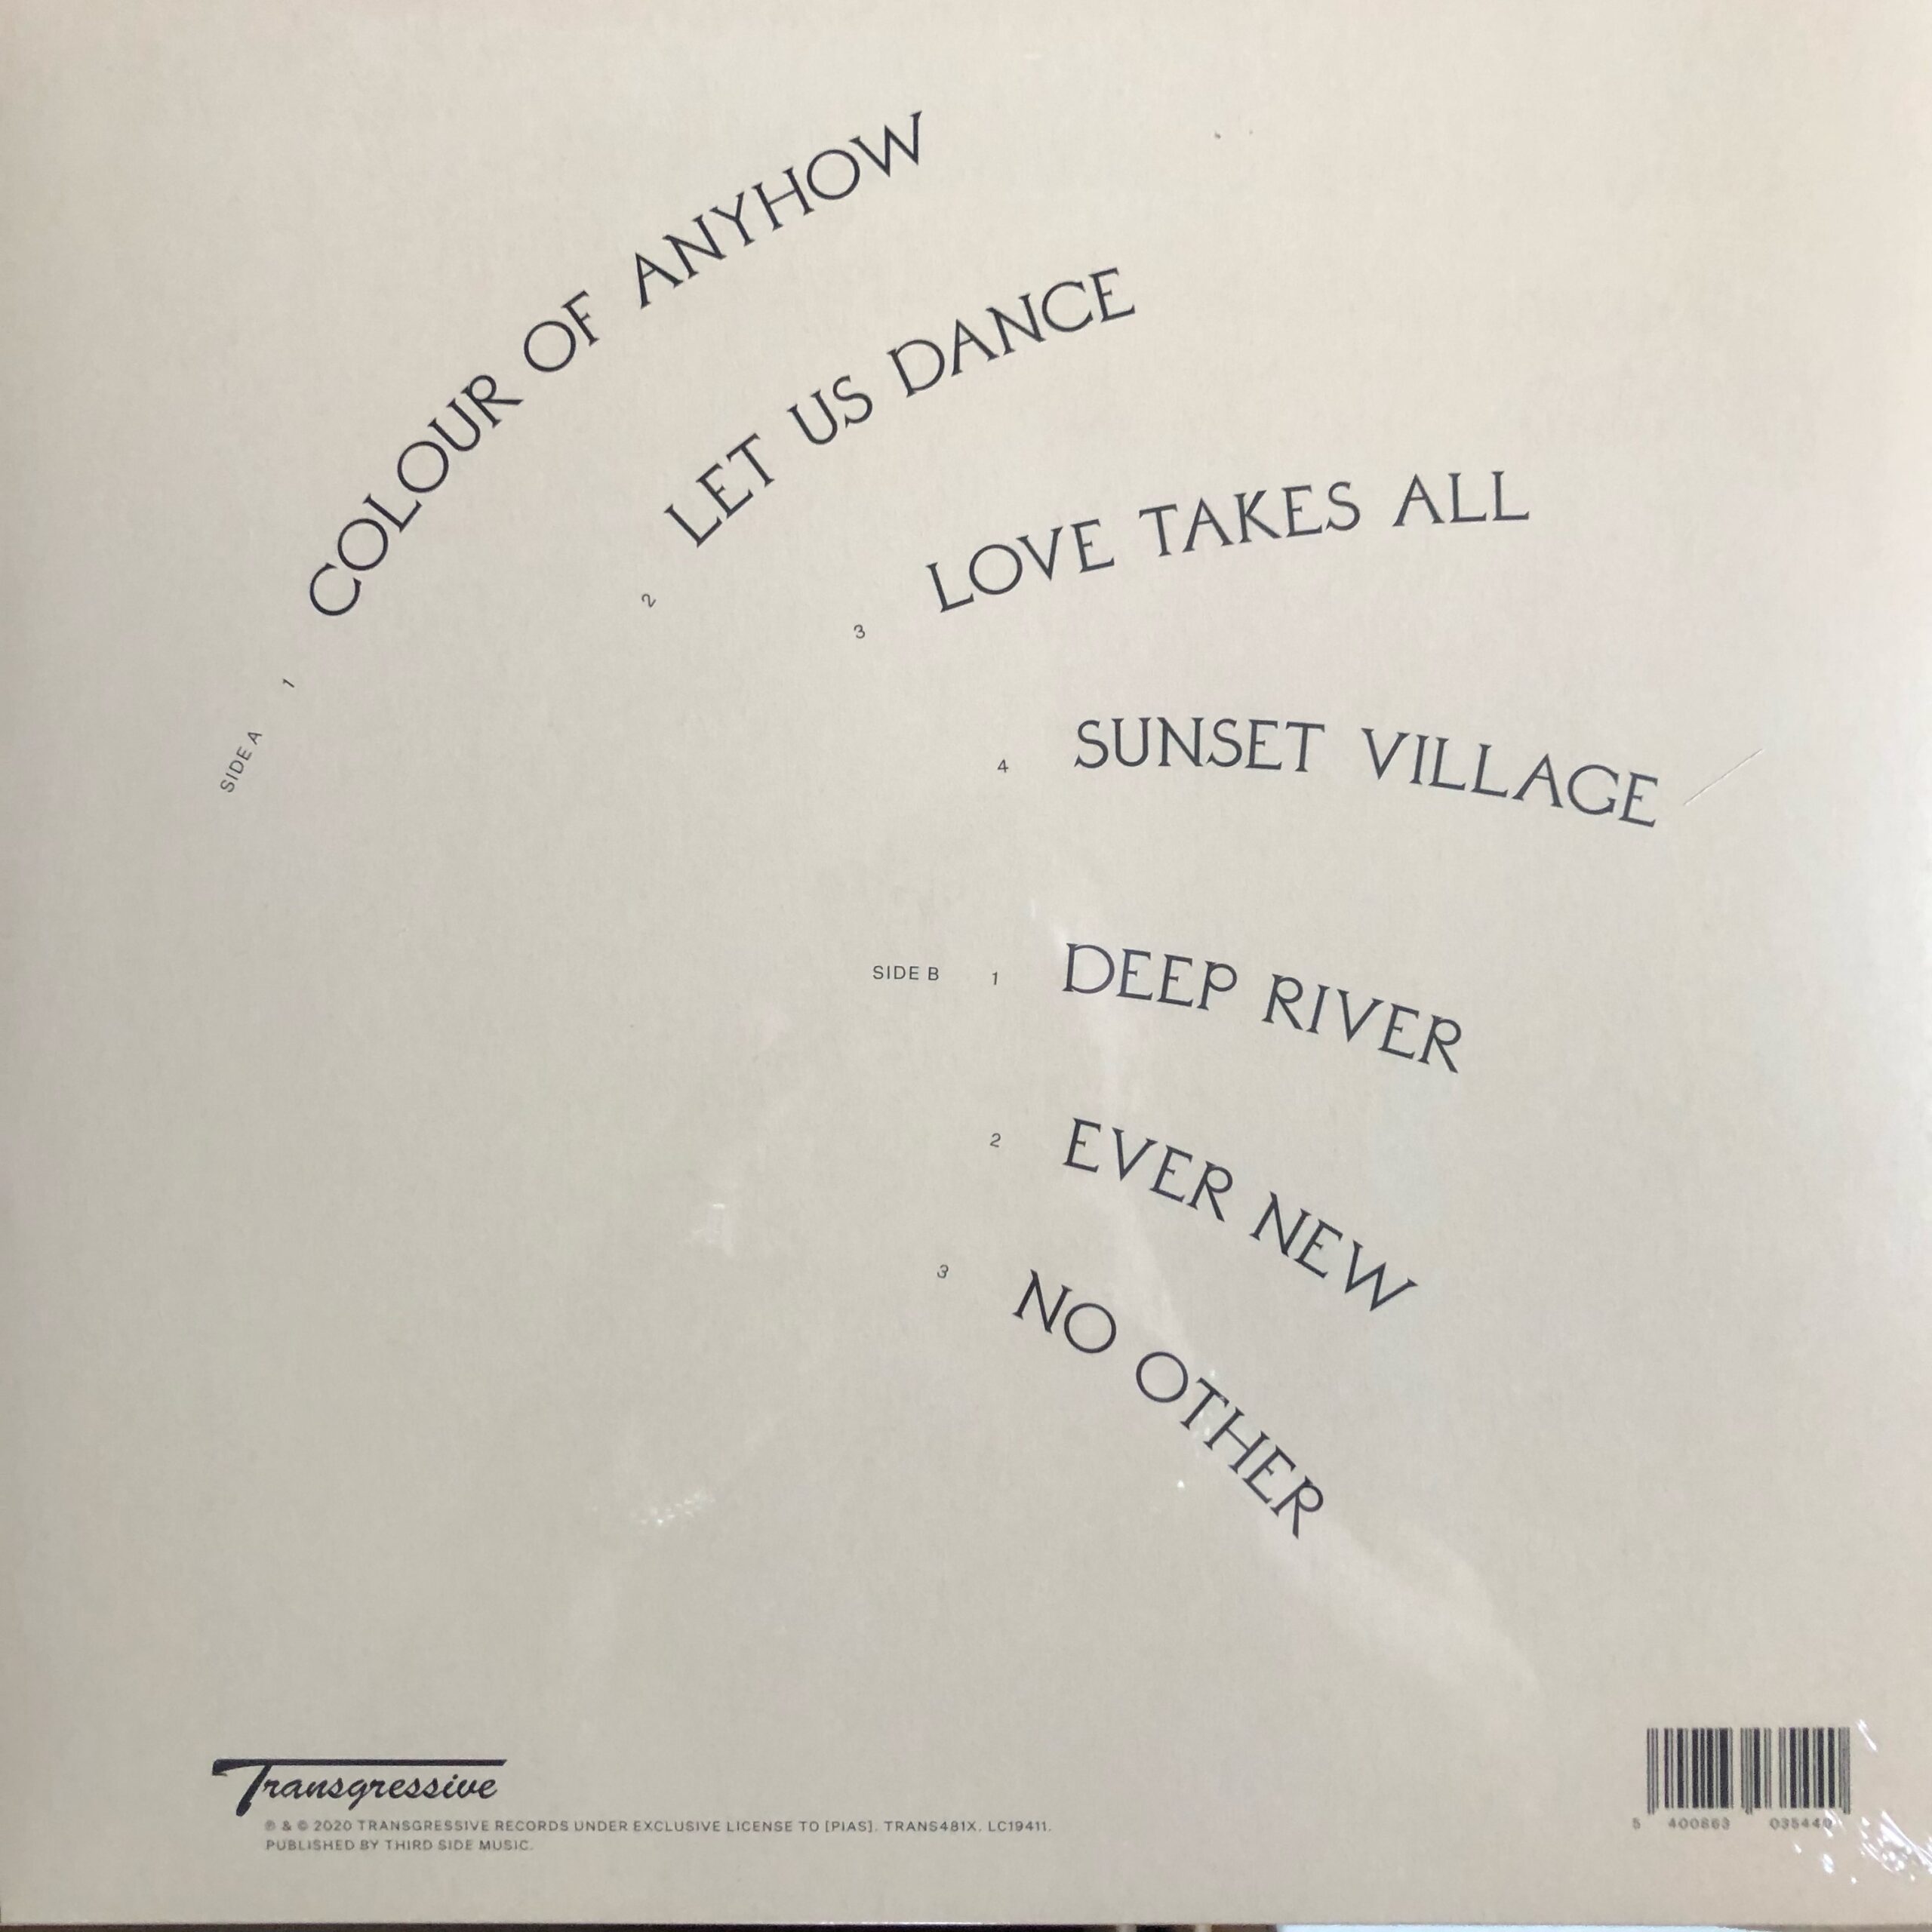 SIDE A 1 COLOUR OF ANYHOW
2 LET US DANCE
3 LOVE TAKES ALL
4 SUNSET VILLAGE
SIDE B 1 DEEP RIVER
2 EVER NEW
3 NO OTHER
Transgressive
℗ & © 2020 TRANSGRESSIVE RECORDS UNDER EXCLUSIVE LICENSE TO [PIAS]. TRANS481X. LC19411.
PUBLISHED BY THIRD SIDE MUSIC.
5 400863 035440